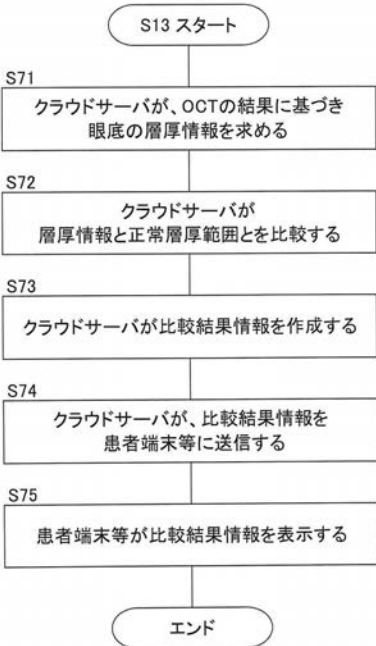 S13 スタート
S71
クラウドサーバが、OCTの結果に基づき
眼底の層厚情報を求める
S72
クラウドサーバが
層厚情報と正常層厚範囲とを比較する
S73
クラウドサーバが比較結果情報を作成する
S74
クラウドサーバが、比較結果情報を
患者端末等に送信する
S75
患者端末等が比較結果情報を表示する
エンド